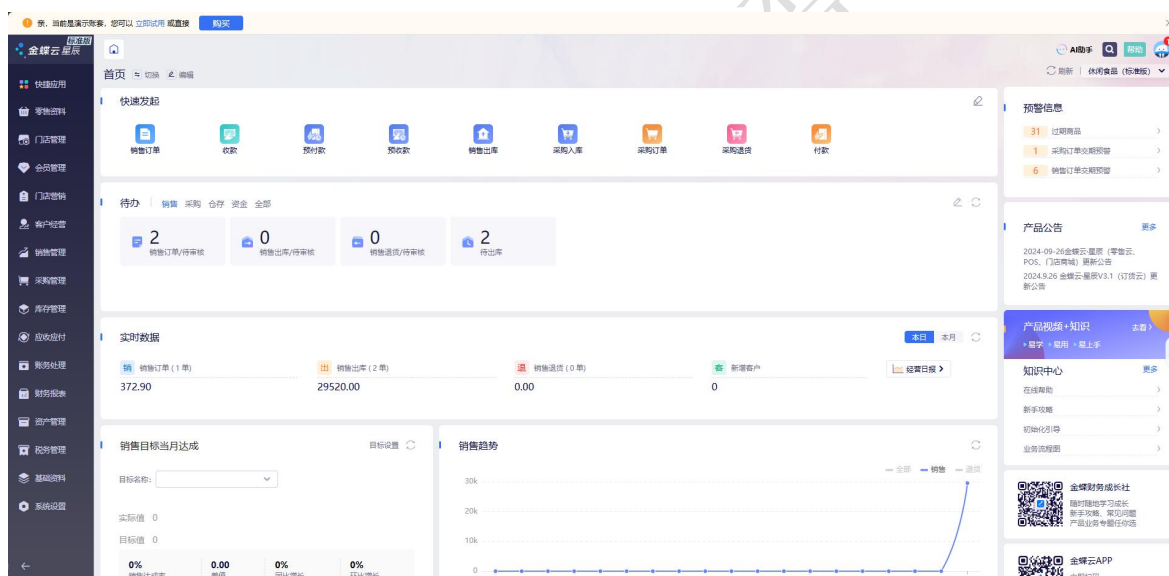 亲，当前是演示账套，您可以 立即试用 或直接 购买
金蝶云 星辰 标准版
AI助手 帮助
首页 切换 编辑
刷新 休闲食品（标准版）
快捷应用
零售资料
门店管理
会员管理
门店营销
客户经营
销售管理
采购管理
库存管理
应收应付
账务处理
财务报表
资产管理
税务管理
基础资料
系统设置
快速发起
销售订单 收款 预付款 预收款 销售出库 采购入库 采购订单 采购退货 付款
待办 销售 采购 仓存 资金 全部
2 0 0 2
销售订单/待审核 销售出库/待审核 销售退货/待审核 待出库
实时数据 本日 本月
销 销售订单 ( 1 单) 出 销售出库 ( 2 单) 退 销售退货 ( 0 单) 客 新增客户 经营日报
372.90 29520.00 0.00 0
销售目标当月达成 目标设置
目标名称:
实际值 0
目标值 0
0% 0.00 0% 0%
销售趋势
全部 销售 退货
30k
20k
10k
0
预警信息
31 过期商品
1 采购订单交期预警
6 销售订单交期预警
产品公告 更多
2024-09-26金蝶云·星辰（零售云、
POS、门店商城）更新公告
2024.9.26 金蝶云·星辰V3.1（订货云）更
新公告
产品视频+知识 去看
易学 易用 易上手
知识中心 更多
在线帮助
新手攻略
初始化引导
业务流程图
金蝶财务成长社
随时随地学习成长
新手攻略、常见问题
产品业务专题任你选
金蝶云APP